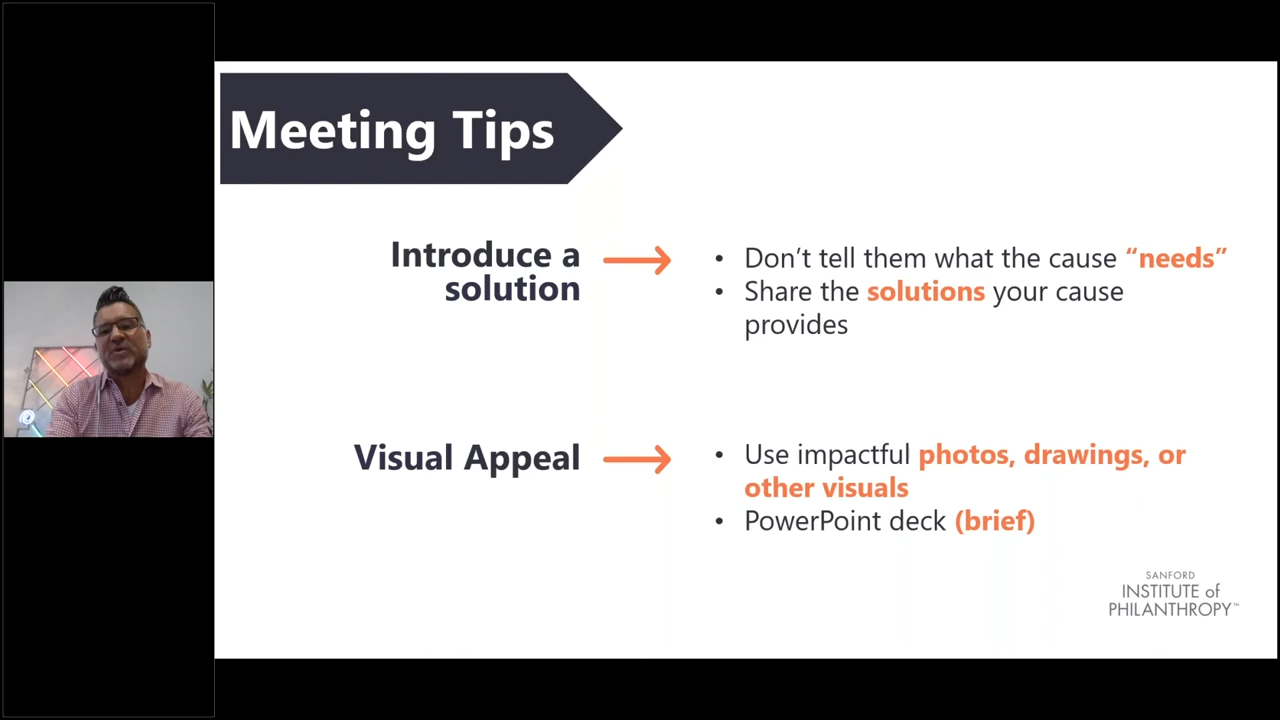 Meeting Tips
Introduce a
solution
• Don’t tell them what the cause “needs”
• Share the solutions your cause
provides
Visual Appeal
• Use impactful photos, drawings, or
other visuals
• PowerPoint deck (brief)
SANFORD
INSTITUTE of
PHILANTHROPY™